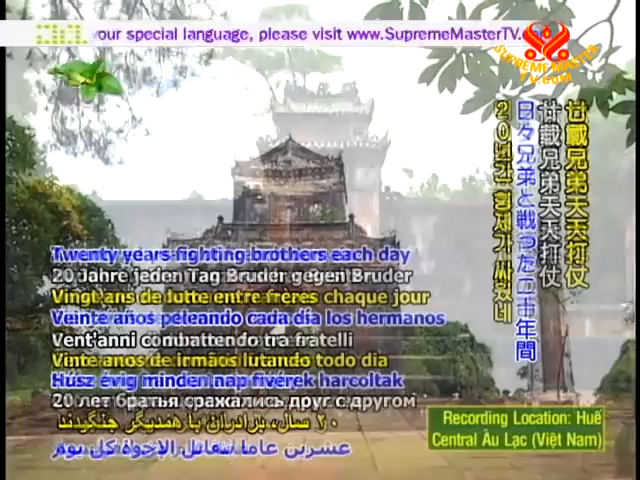 your special language, please visit www.SupremeMasterTV.com
SUPREME MASTER
TV.COM
廿載兄弟天天打仗
廿載兄弟天天打仗
日々兄弟と戦った二十年間
20년간 형제가 싸웠네
Twenty years fighting brothers each day
20 Jahre jeden Tag Bruder gegen Bruder
Vingt ans de lutte entre frères chaque jour
Veinte años peleando cada día los hermanos
Vent'anni combattendo tra fratelli
Vinte anos de irmãos lutando todo dia
Húsz évig minden nap fivérek harcoltak
20 лет братья сражались друг с другом
۲۰ سال، برادران با همدیگر جنگیدند
عشرين عاما يتقاتل الإخوة كل يوم
Recording Location: Huế
Central Âu Lạc (Việt Nam)